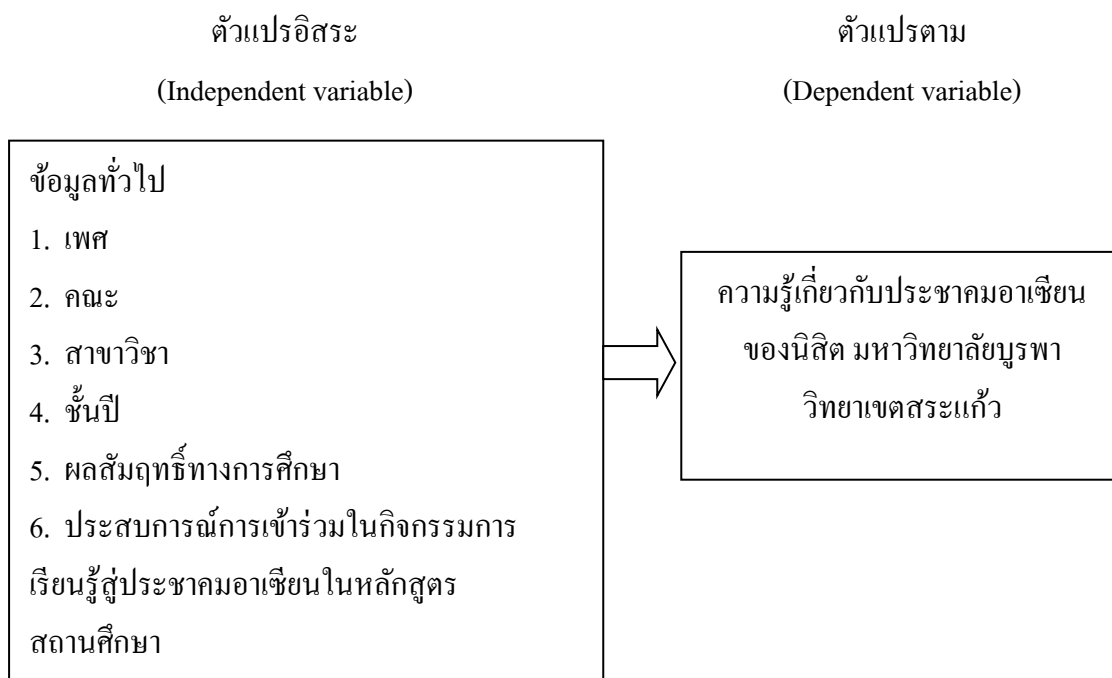 ตัวแปรอิสระ
(Independent variable)
ตัวแปรตาม
(Dependent variable)
ข้อมูลทั่วไป
1. เพศ
2. คณะ
3. สาขาวิชา
4. ชั้นปี
5. ผลสัมฤทธิ์ทางการศึกษา
6. ประสบการณ์การเข้าร่วมในกิจกรรมการ
เรียนรู้สู่ประชาคมอาเซียนในหลักสูตร
สถานศึกษา
ความรู้เกี่ยวกับประชาคมอาเซียน
ของนิสิต มหาวิทยาลัยบูรพา
วิทยาเขตสระแก้ว